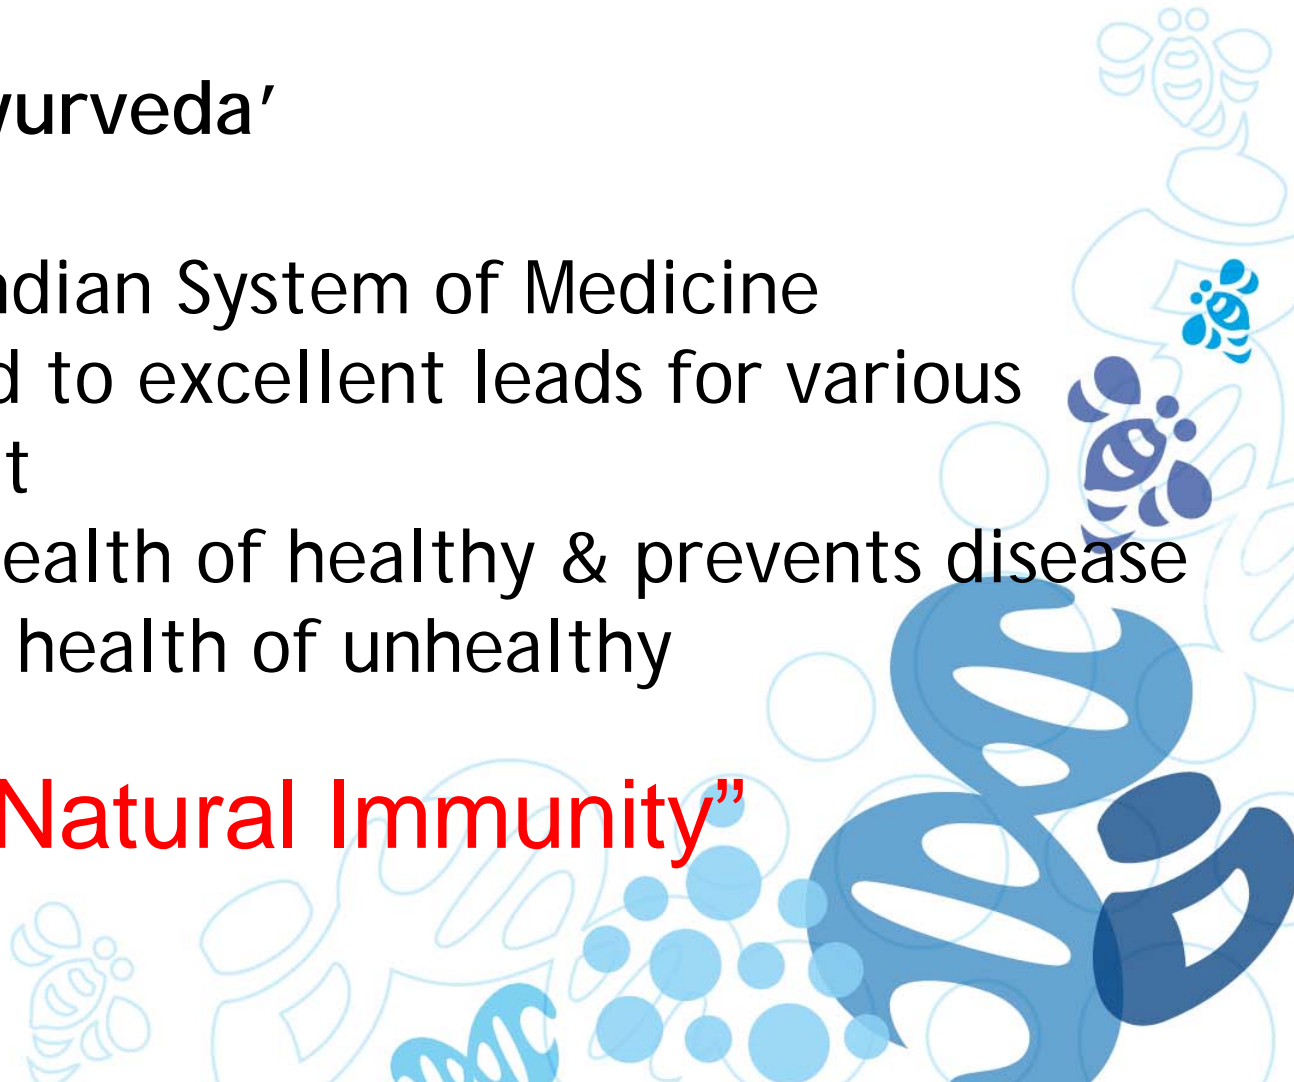 yurveda'
ndian System of Medicine
d to excellent leads for various
t
ealth of healthy & prevents disease
health of unhealthy
Natural Immunity”